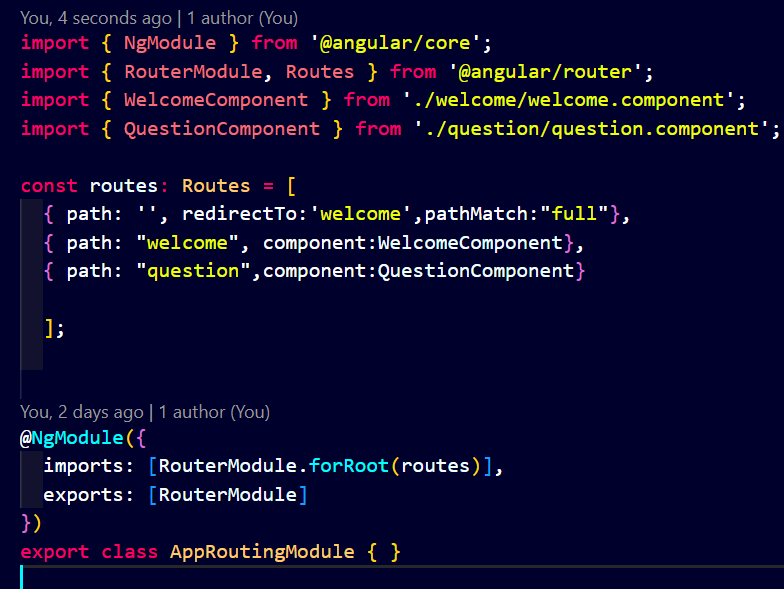 You, 4 seconds ago | 1 author (You)
import { NgModule } from '@angular/core';
import { RouterModule, Routes } from '@angular/router';
import { WelcomeComponent } from './welcome/welcome.component';
import { QuestionComponent } from './question/question.component';
const routes: Routes = [
{ path: '', redirectTo:'welcome',pathMatch:"full"},
{ path: "welcome", component:WelcomeComponent},
{ path: "question",component:QuestionComponent}
];
You, 2 days ago | 1 author (You)
@NgModule({
imports: [RouterModule.forRoot(routes)],
exports: [RouterModule]
})
export class AppRoutingModule { }